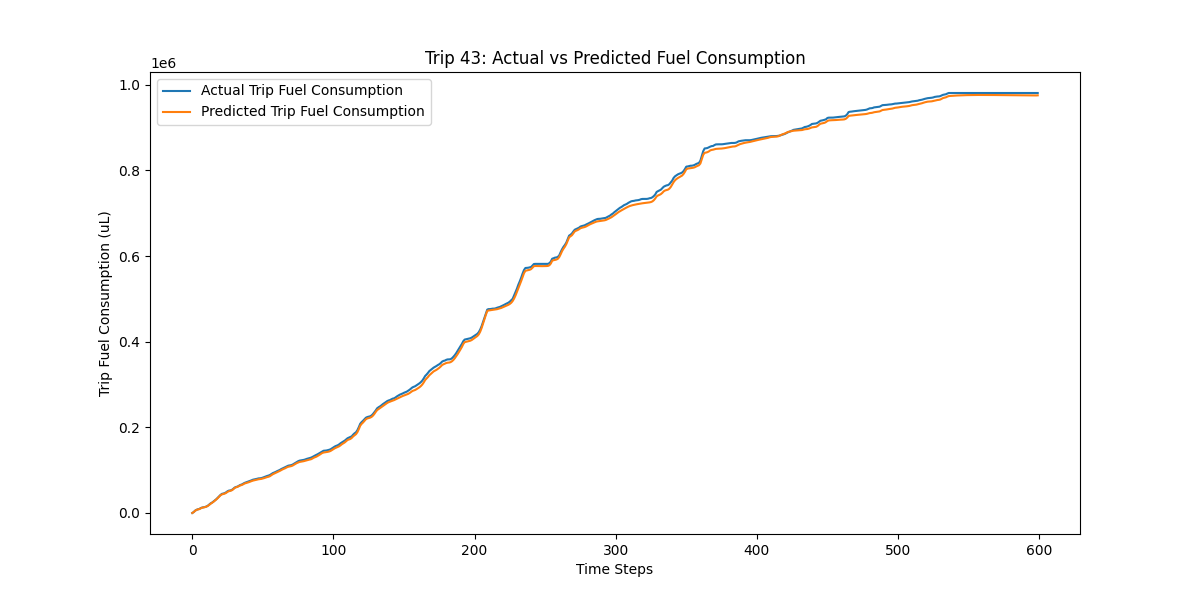 Trip 43: Actual vs Predicted Fuel Consumption
1e6
Actual Trip Fuel Consumption
Predicted Trip Fuel Consumption
Trip Fuel Consumption (uL)
1.0
0.8
0.6
0.4
0.2
0.0
0 100 200 300 400 500 600
Time Steps